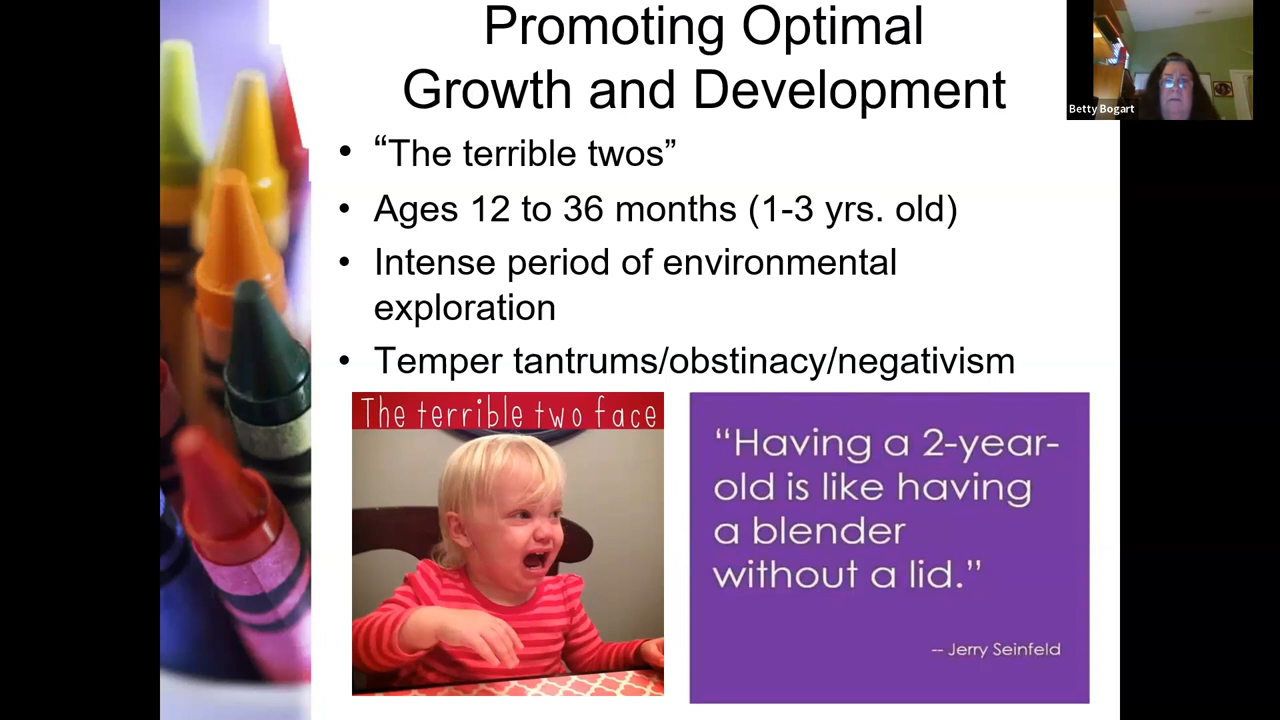 Promoting Optimal
Growth and Development
Betty Bogart
• “The terrible twos”
• Ages 12 to 36 months (1-3 yrs. old)
• Intense period of environmental
exploration
• Temper tantrums/obstinacy/negativism
The terrible two face
“Having a 2-year-
old is like having
a blender
without a lid.”
-- Jerry Seinfeld